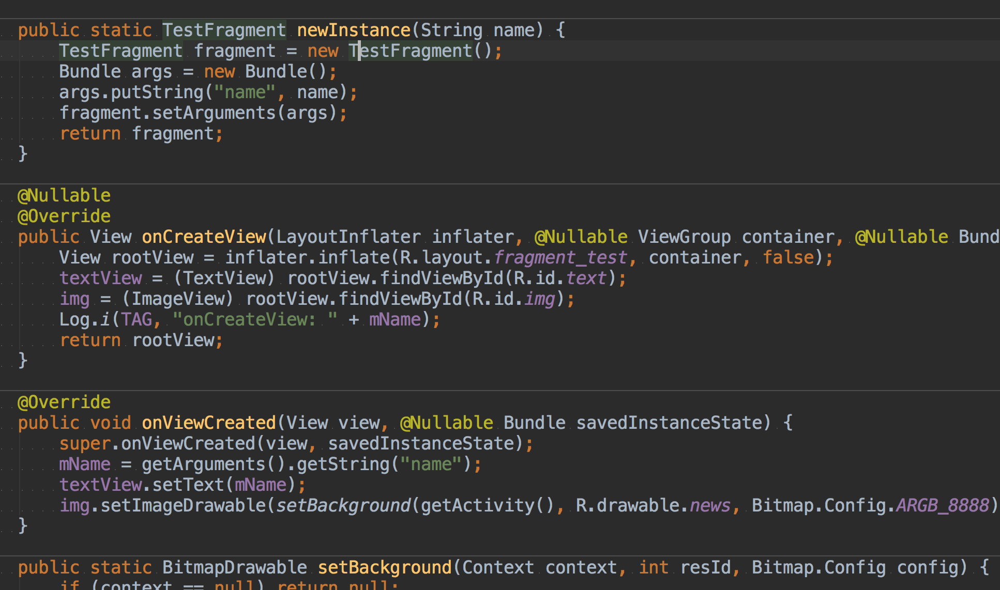 public static TestFragment newInstance(String name) {
TestFragment fragment = new TestFragment();
Bundle args = new Bundle();
args.putString("name", name);
fragment.setArguments(args);
return fragment;
}
@Nullable
@Override
public View onCreateView(LayoutInflater inflater, @Nullable ViewGroup container, @Nullable Bund
View rootView = inflater.inflate(R.layout.fragment_test, container, false);
textView = (TextView) rootView.findViewById(R.id.text);
img = (ImageView) rootView.findViewById(R.id.img);
Log.i(TAG, "onCreateView: " + mName);
return rootView;
}
@Override
public void onViewCreated(View view, @Nullable Bundle savedInstanceState) {
super.onViewCreated(view, savedInstanceState);
mName = getArguments().getString("name");
textView.setText(mName);
img.setImageDrawable(setBackground(getActivity(), R.drawable.news, Bitmap.Config.ARGB_8888)
}
public static BitmapDrawable setBackground(Context context, int resId, Bitmap.Config config) {
if (context == null) return null;